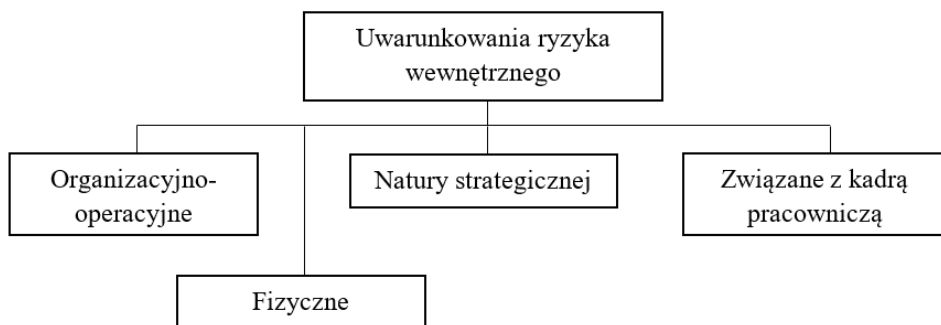 Uwarunkowania ryzyka
wewnętrznego
Organizacyjno-
operacyjne
Natury strategicznej
Związane z kadrą
pracowniczą
Fizyczne